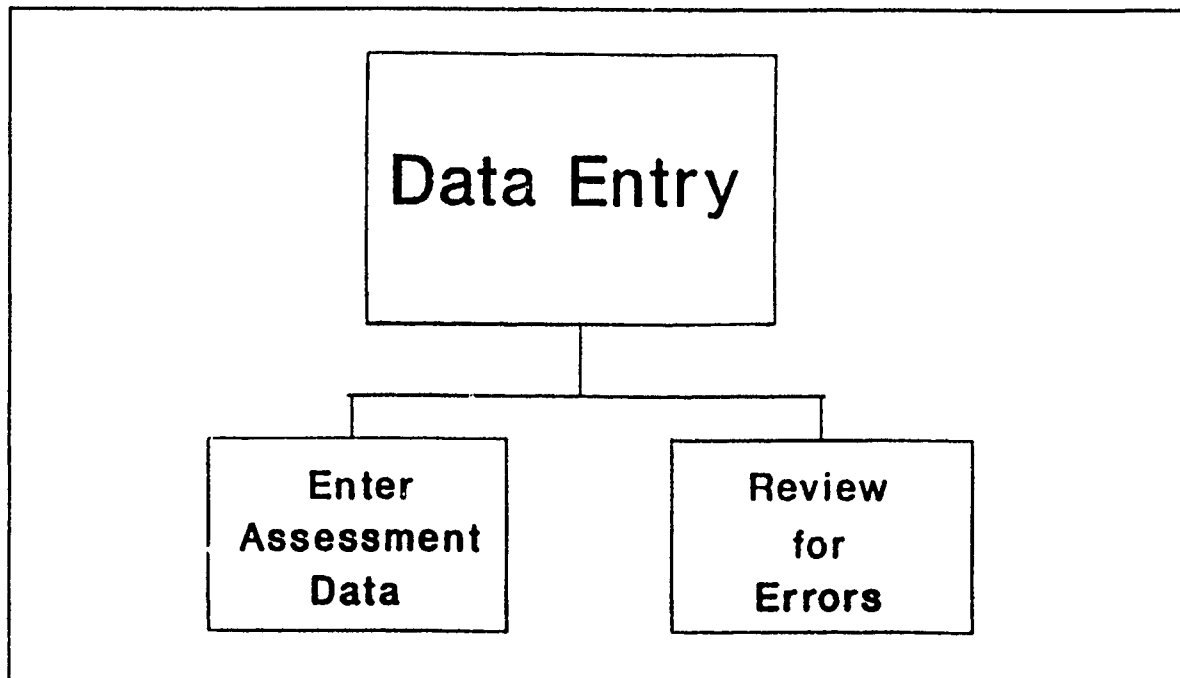 Data Entry
Enter
Assessment
Data
Review
for
Errors